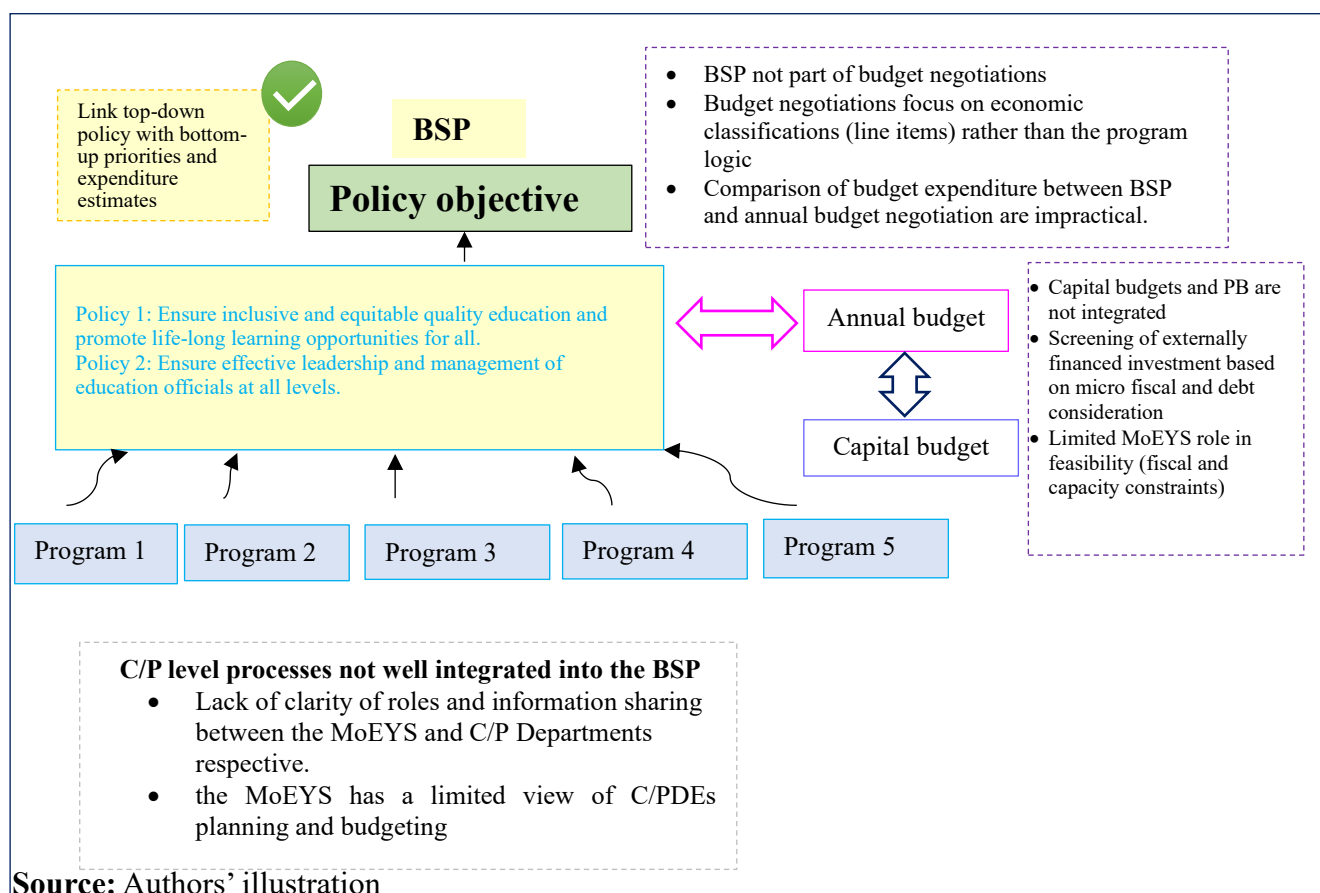 Link top-down
policy with bottom-
up priorities and
expenditure
estimates
BSP
Policy objective
• BSP not part of budget negotiations
• Budget negotiations focus on economic
classifications (line items) rather than the program
logic
• Comparison of budget expenditure between BSP
and annual budget negotiation are impractical.
Policy 1: Ensure inclusive and equitable quality education and
promote life-long learning opportunities for all.
Policy 2: Ensure effective leadership and management of
education officials at all levels.
Annual budget
Capital budget
• Capital budgets and PB are
not integrated
• Screening of externally
financed investment based
on micro fiscal and debt
consideration
• Limited MoEYS role in
feasibility (fiscal and
capacity constraints)
Program 1
Program 2
Program 3
Program 4
Program 5
C/P level processes not well integrated into the BSP
• Lack of clarity of roles and information sharing
between the MoEYS and C/P Departments
respective.
• the MoEYS has a limited view of C/PDEs
planning and budgeting
Source: Authors’ illustration